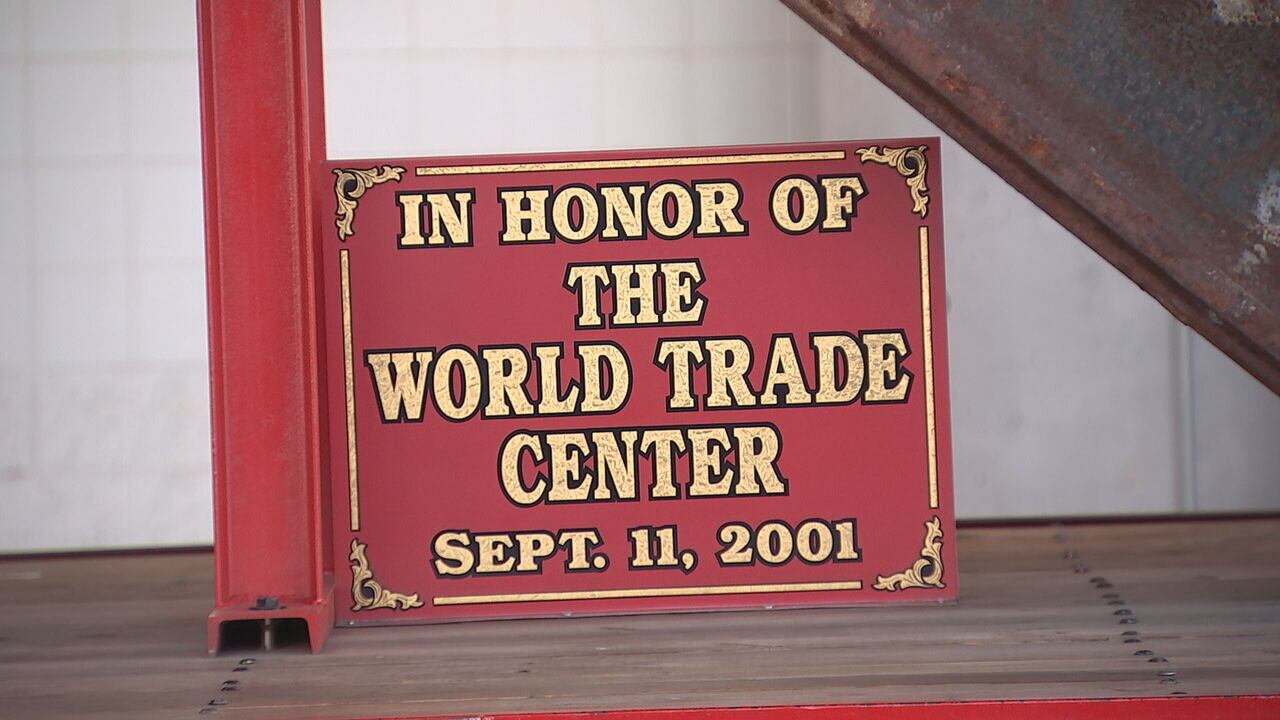 IN HONOR OF
THE
WORLD TRADE
CENTER
SEPT. 11, 2001